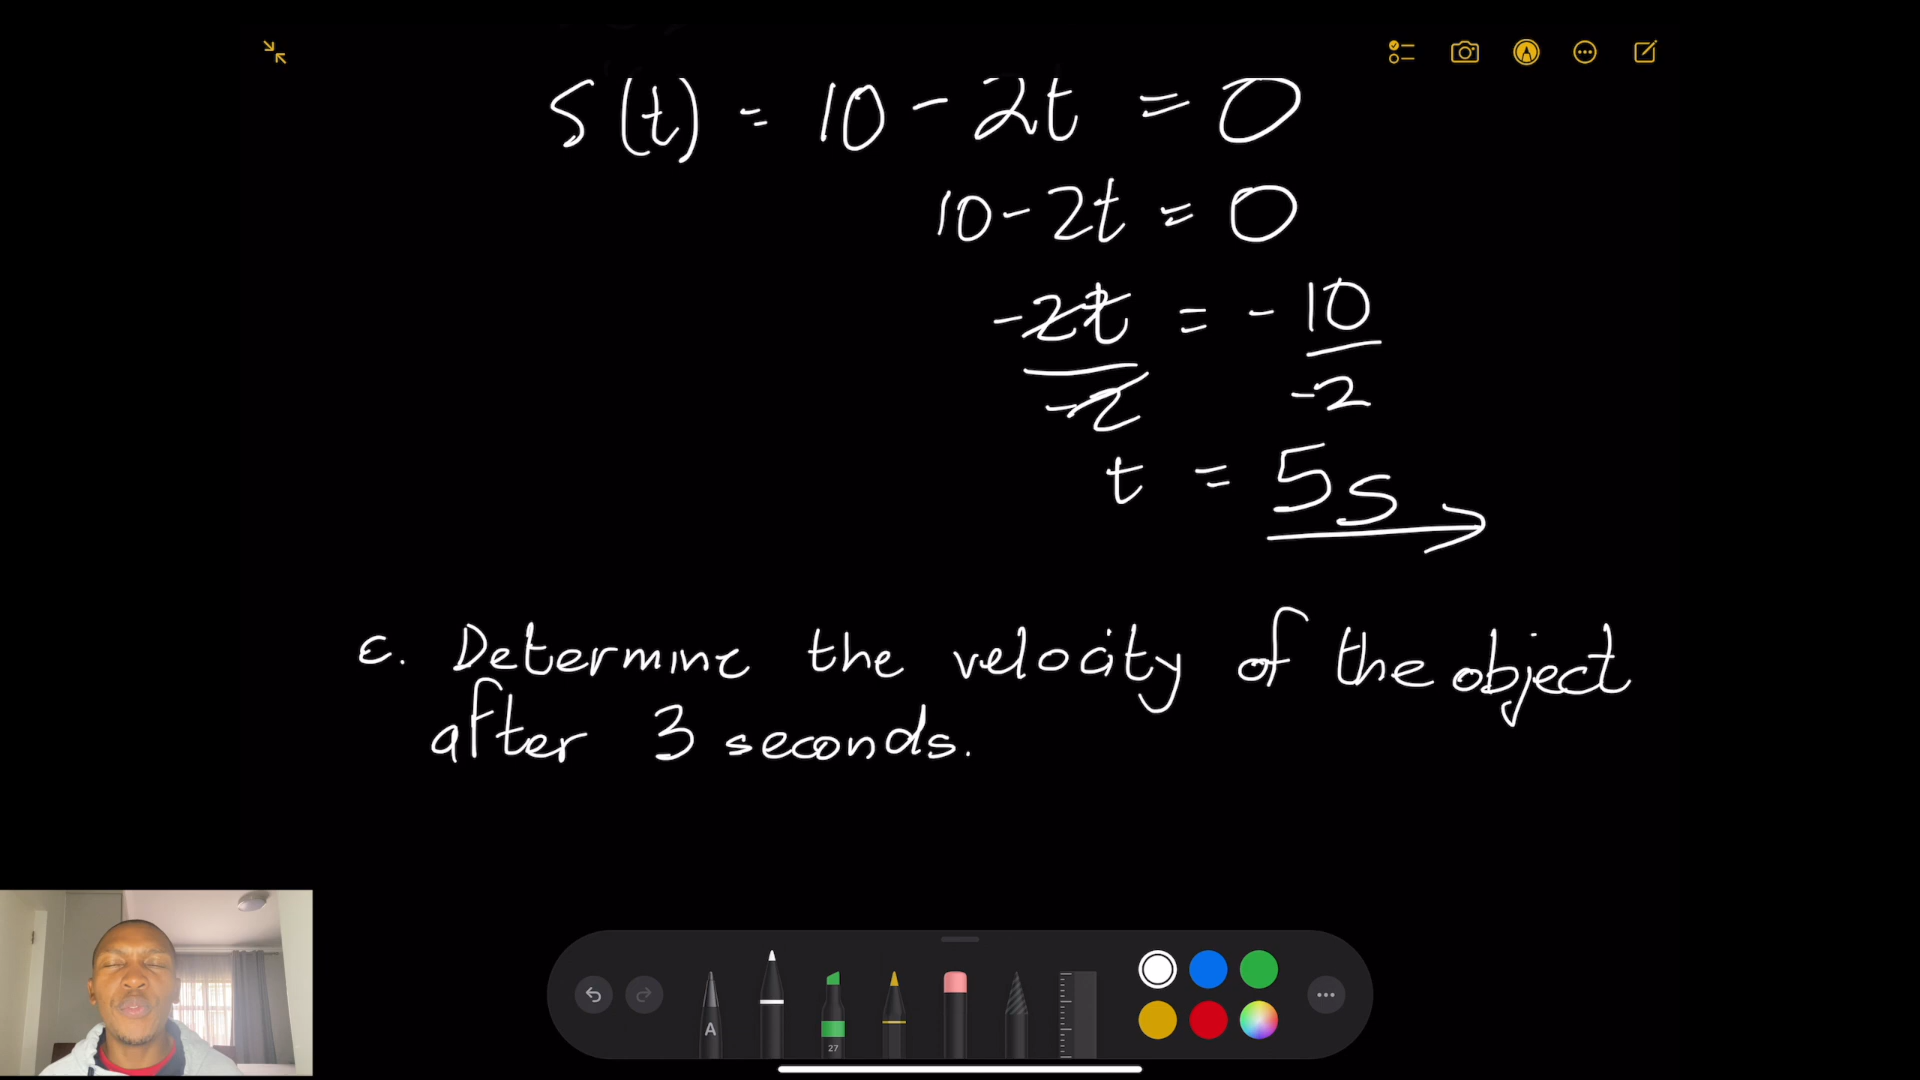 s(t) = 10 - 2t = 0
10 - 2t = 0
-2t = -10
-2 -2
t = 5s
c. Determine the velocity of the object
after 3 seconds.
A
27